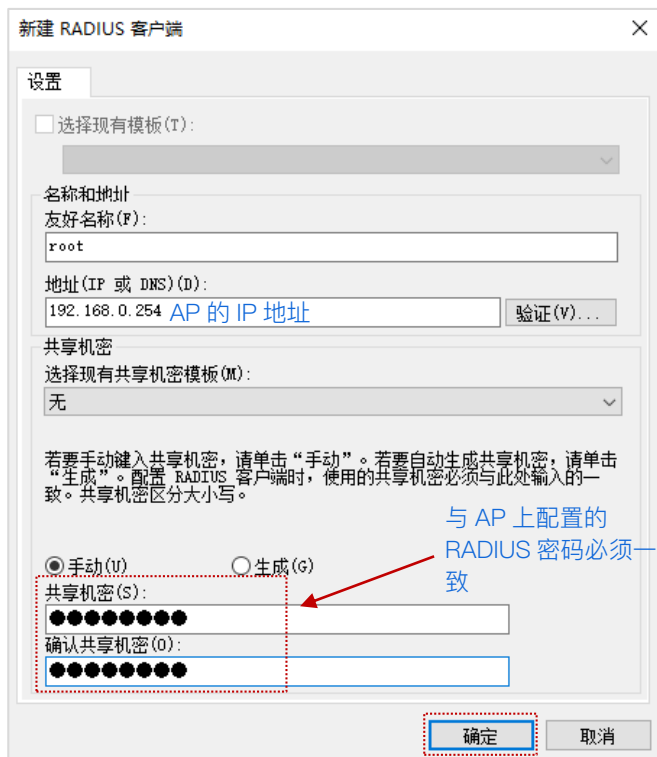 新建 RADIUS 客户端
设置
选择现有模板(T):
名称和地址
友好名称(F):
root
地址(IP 或 DNS)(D):
192.168.0.254 AP 的 IP 地址
验证(V)...
共享机密
选择现有共享机密模板(M):
无
若要手动键入共享机密，请单击“手动”。若要自动生成共享机密，请单击
“生成”。配置 RADIUS 客户端时，使用的共享机密必须与此处输入的一
致。共享机密区分大小写。
与 AP 上配置的
RADIUS 密码必须一
致
手动(U) 生成(G)
共享机密(S):
●●●●●●●●
确认共享机密(O):
●●●●●●●●
确定 取消